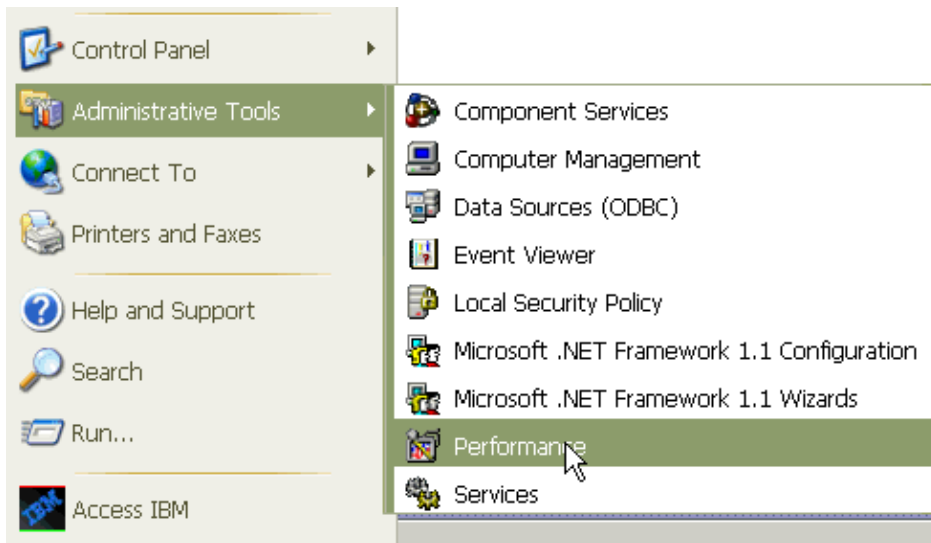 Control Panel
Administrative Tools
Connect To
Printers and Faxes
Help and Support
Search
Run...
IBM
Access IBM
Component Services
Computer Management
Data Sources (ODBC)
Event Viewer
Local Security Policy
Microsoft .NET Framework 1.1 Configuration
Microsoft .NET Framework 1.1 Wizards
Performance
Services